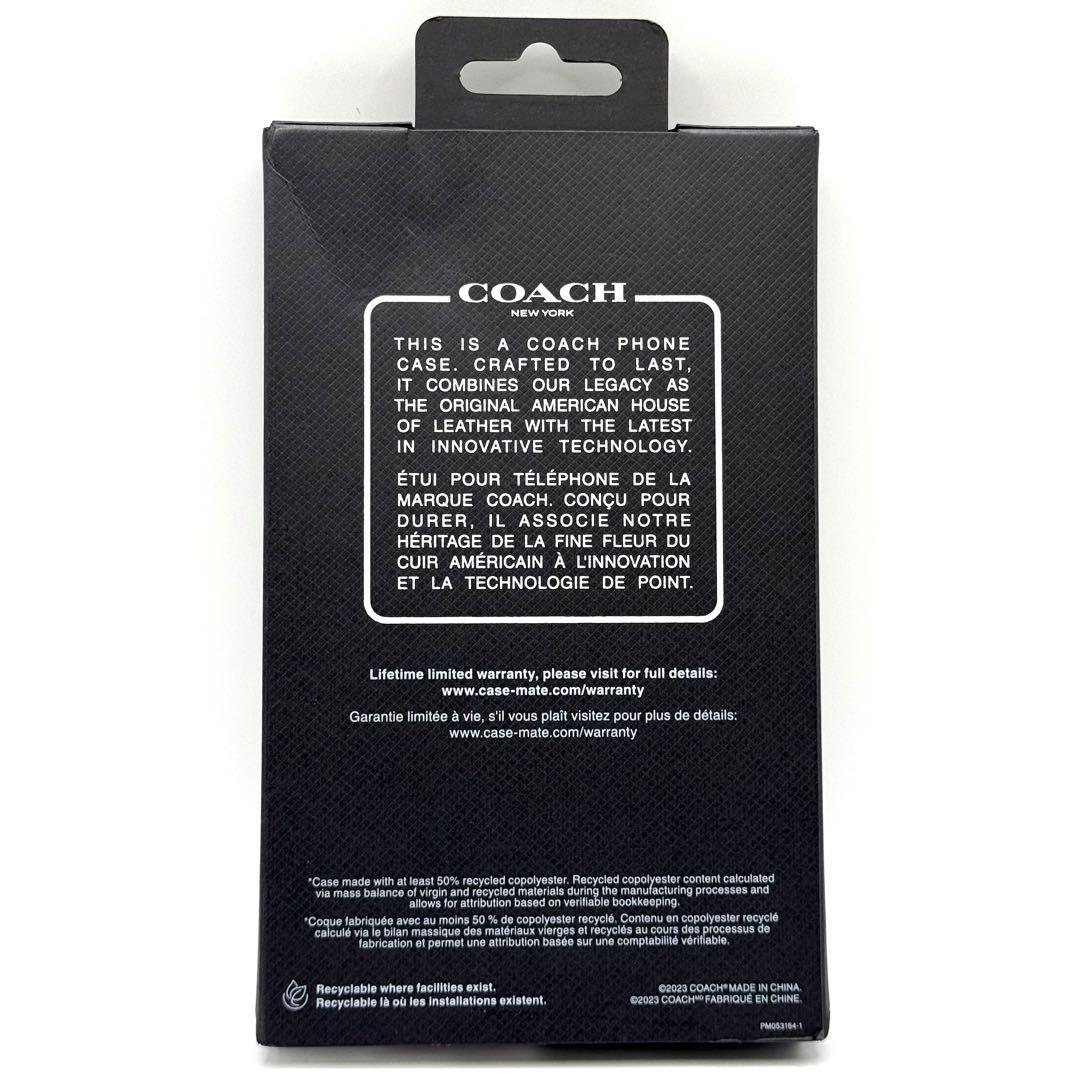 COACH
NEW YORK
THIS IS A COACH PHONE
CASE. CRAFTED TO LAST,
IT COMBINES OUR LEGACY AS
THE ORIGINAL AMERICAN HOUSE
OF LEATHER WITH THE LATEST
IN INNOVATIVE TECHNOLOGY.
ÉTUI POUR TÉLÉPHONE DE LA
MARQUE COACH. CONÇU POUR
DURER, IL ASSOCIE NOTRE
HÉRITAGE DE LA FINE FLEUR DU
CUIR AMÉRICAIN À L'INNOVATION
ET LA TECHNOLOGIE DE POINT.
Lifetime limited warranty, please visit for full details:
www.case-mate.com/warranty
Garantie limitée à vie, s'il vous plaît visitez pour plus de détails:
www.case-mate.com/warranty
*Case made with at least 50% recycled copolyester. Recycled copolyester content calculated
via mass balance of virgin and recycled materials during the manufacturing processes and
allows for attribution based on verifiable bookkeeping.
*Coque fabriquée avec au moins 50 % de copolyester recyclé. Contenu en copolyester recyclé
calculé via le bilan massique des matériaux vierges et recyclés au cours des processus de
fabrication et permet une attribution basée sur une comptabilité vérifiable.
Recyclable where facilities exist.
Recyclable là où les installations existent.
©2023 COACH® MADE IN CHINA.
©2023 COACHᴹᴰ FABRIQUÉ EN CHINE.
PM053164-1